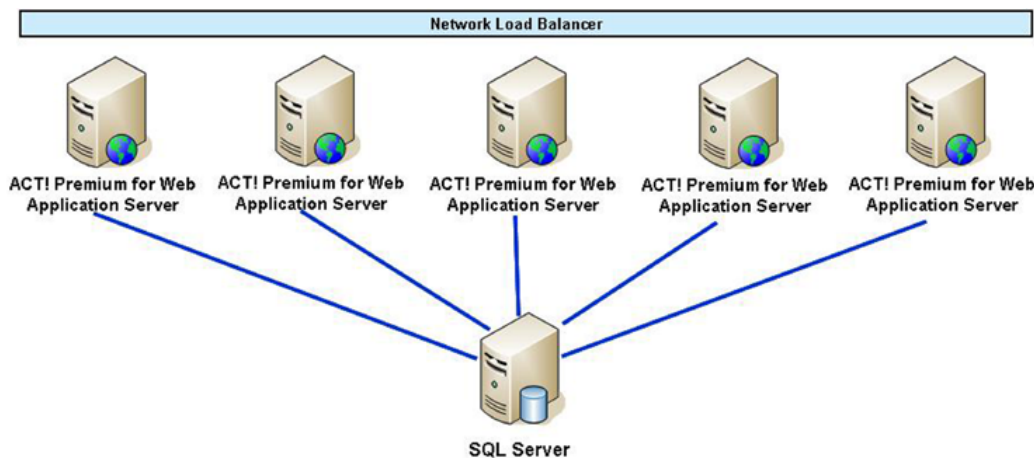 Network Load Balancer
ACT! Premium for Web
Application Server
ACT! Premium for Web
Application Server
ACT! Premium for Web
Application Server
ACT! Premium for Web
Application Server
ACT! Premium for Web
Application Server
SQL Server